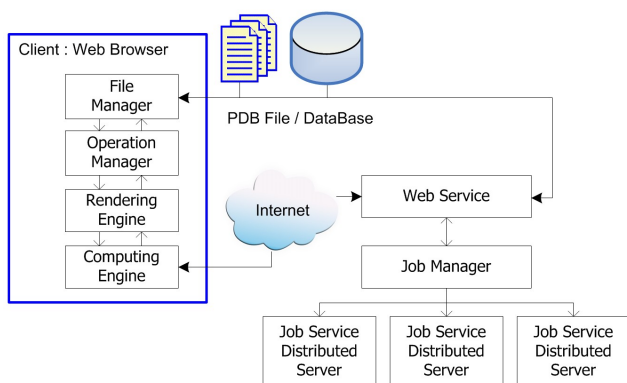 Client : Web Browser
File
Manager
PDB File / DataBase
Operation
Manager
Rendering
Engine
Internet
Web Service
Computing
Engine
Job Manager
Job Service
Distributed
Server
Job Service
Distributed
Server
Job Service
Distributed
Server